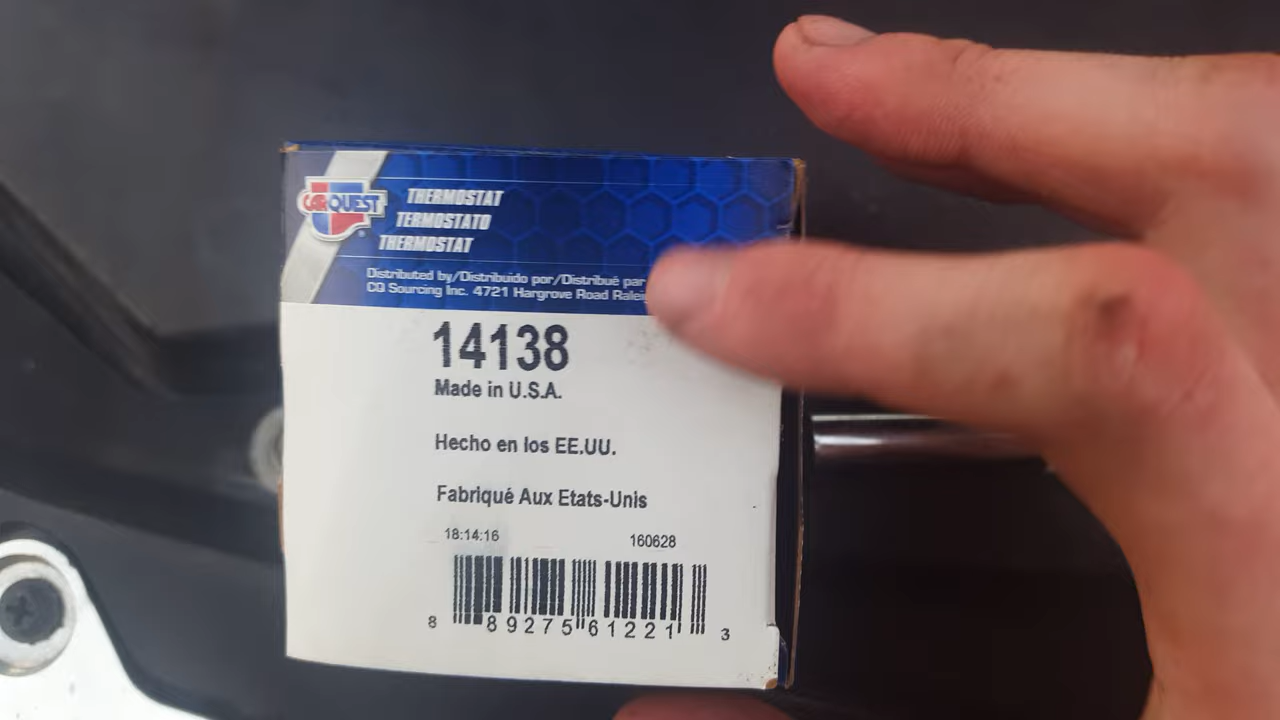 CARQUEST
THERMOSTAT
TERMOSTATO
THERMOSTAT
Distributed by/Distribuido por/Distribué par
CQ Sourcing Inc. 4721 Hargrove Road
14138
Made in U.S.A.
Hecho en los EE.UU.
Fabriqué Aux Etats-Unis
18:14:16 160628
8 89275 61221 3